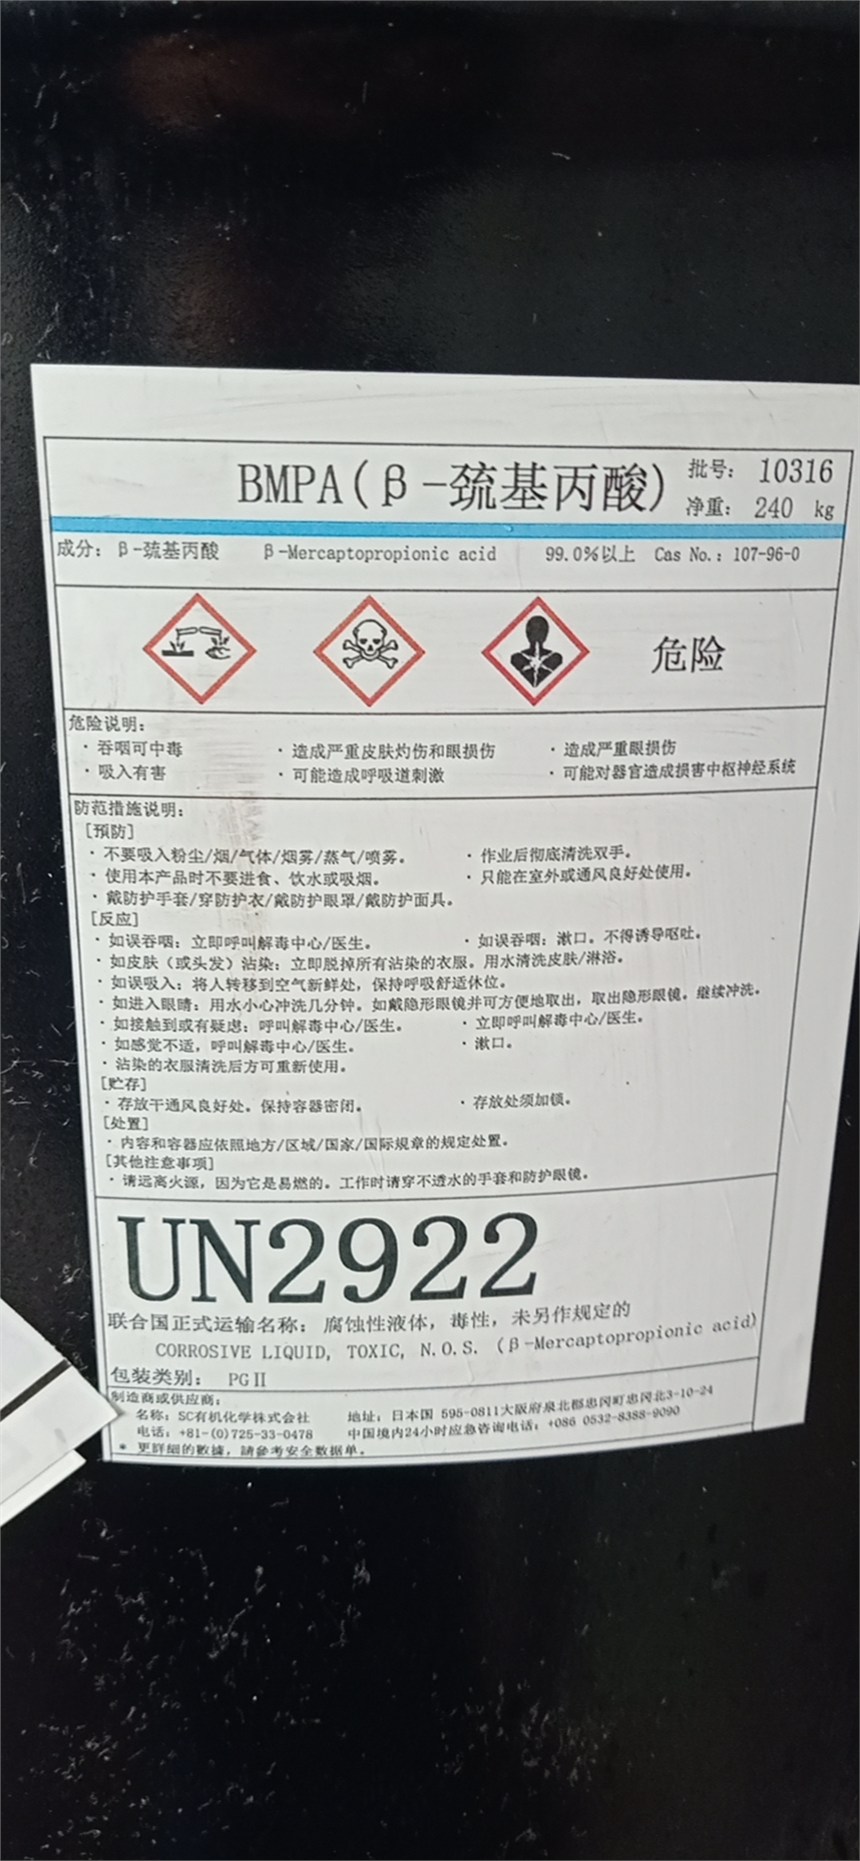 BMPA(β-巯基丙酸) 批号: 10316
净重: 240 kg
成分: β-巯基丙酸 β-Mercaptopropionic acid 99.0%以上 Cas No.: 107-96-0
危险
危险说明:
·吞咽可中毒 ·造成严重皮肤灼伤和眼损伤 ·造成严重眼损伤
·吸入有害 ·可能造成呼吸道刺激 ·可能对器官造成损害中枢神经系统
防范措施说明:
[预防]
·不要吸入粉尘/烟/气体/烟雾/蒸气/喷雾。 ·作业后彻底清洗双手。
·使用本产品时不要进食、饮水或吸烟。 ·只能在室外或通风良好处使用。
·戴防护手套/穿防护衣/戴防护眼罩/戴防护面具。
[反应]
·如误吞咽: 立即呼叫解毒中心/医生。 ·如误吞咽: 漱口。不得诱导呕吐。
·如皮肤(或头发)沾染: 立即脱掉所有沾染的衣服。用水清洗皮肤/淋浴。
·如误吸入: 将人转移到空气新鲜处, 保持呼吸舒适休位。
·如进入眼睛: 用水小心冲洗几分钟。如戴隐形眼镜并可方便地取出, 取出隐形眼镜。继续冲洗。
·如接触到或有疑虑: 呼叫解毒中心/医生。 ·立即呼叫解毒中心/医生。
·如感觉不适, 呼叫解毒中心/医生。 ·漱口。
·沾染的衣服清洗后方可重新使用。
[贮存]
·存放干通风良好处。保持容器密闭。 ·存放处须加锁。
[处置]
·内容和容器应依照地方/区域/国家/国际规章的规定处置。
[其他注意事项]
·请远离火源, 因为它是易燃的。工作时请穿不透水的手套和防护眼镜。
UN2922
联合国正式运输名称: 腐蚀性液体, 毒性, 未另作规定的
CORROSIVE LIQUID, TOXIC, N.O.S. (β-Mercaptopropionic acid)
包装类别: PGⅡ
制造商或供应商:
名称: SC有机化学株式会社 地址: 日本国 595-0811大阪府泉北郡忠冈町忠冈北3-10-24
电话: +81-(0)725-33-0478 中国境内24小时应急咨询电话: +086 0532-8388-9090
* 更詳細的數據, 請參考安全数据单.